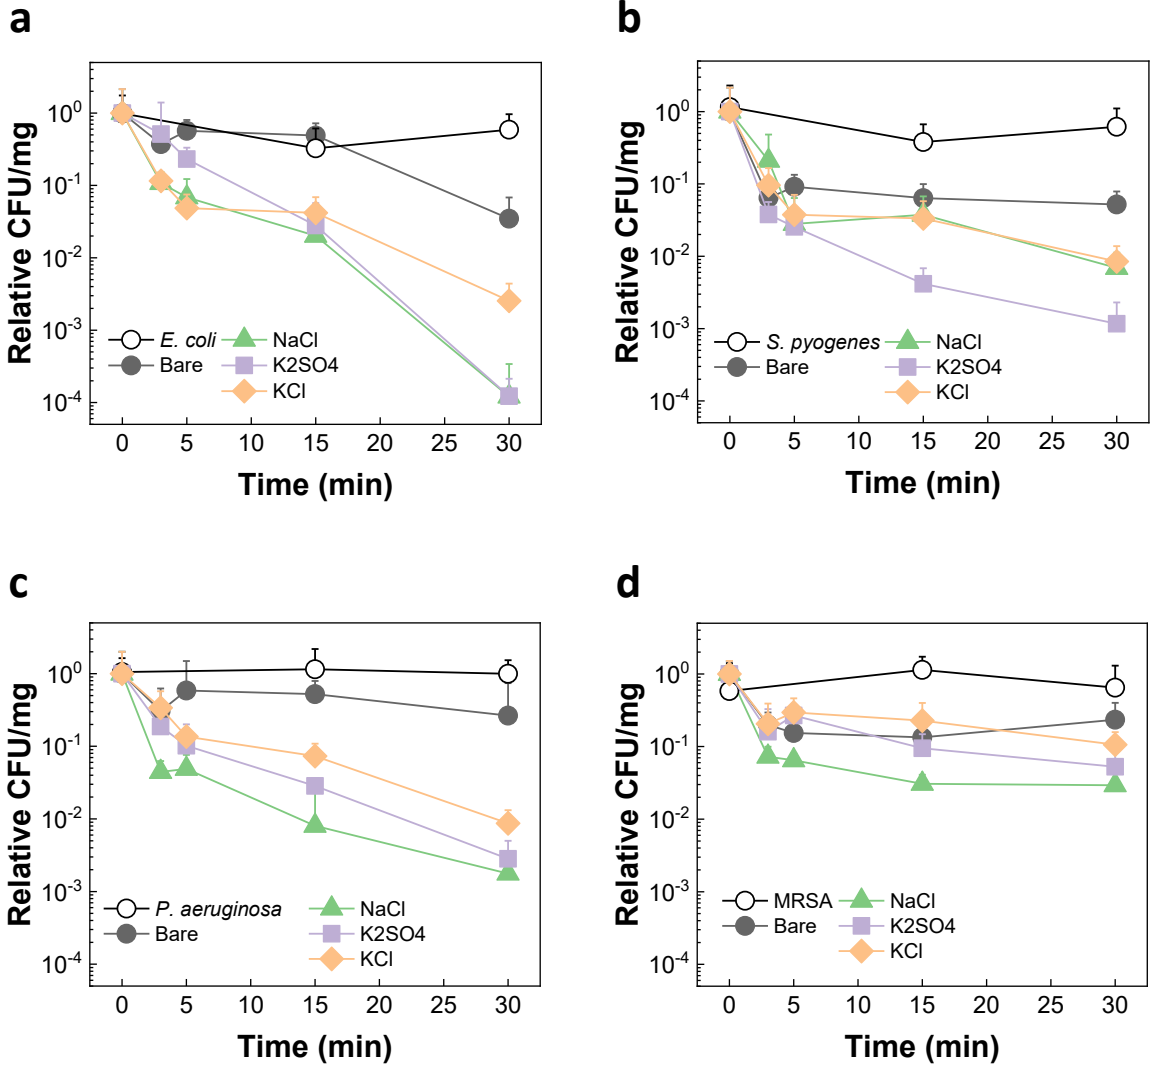 a
Relative CFU/mg
10^0
10^-1
10^-2
10^-3
10^-4
E. coli
Bare
NaCl
K2SO4
KCl
0 5 10 15 20 25 30
Time (min)
b
Relative CFU/mg
10^0
10^-1
10^-2
10^-3
10^-4
S. pyogenes
Bare
NaCl
K2SO4
KCl
0 5 10 15 20 25 30
Time (min)
c
Relative CFU/mg
10^0
10^-1
10^-2
10^-3
10^-4
P. aeruginosa
Bare
NaCl
K2SO4
KCl
0 5 10 15 20 25 30
Time (min)
d
Relative CFU/mg
10^0
10^-1
10^-2
10^-3
10^-4
MRSA
Bare
NaCl
K2SO4
KCl
0 5 10 15 20 25 30
Time (min)